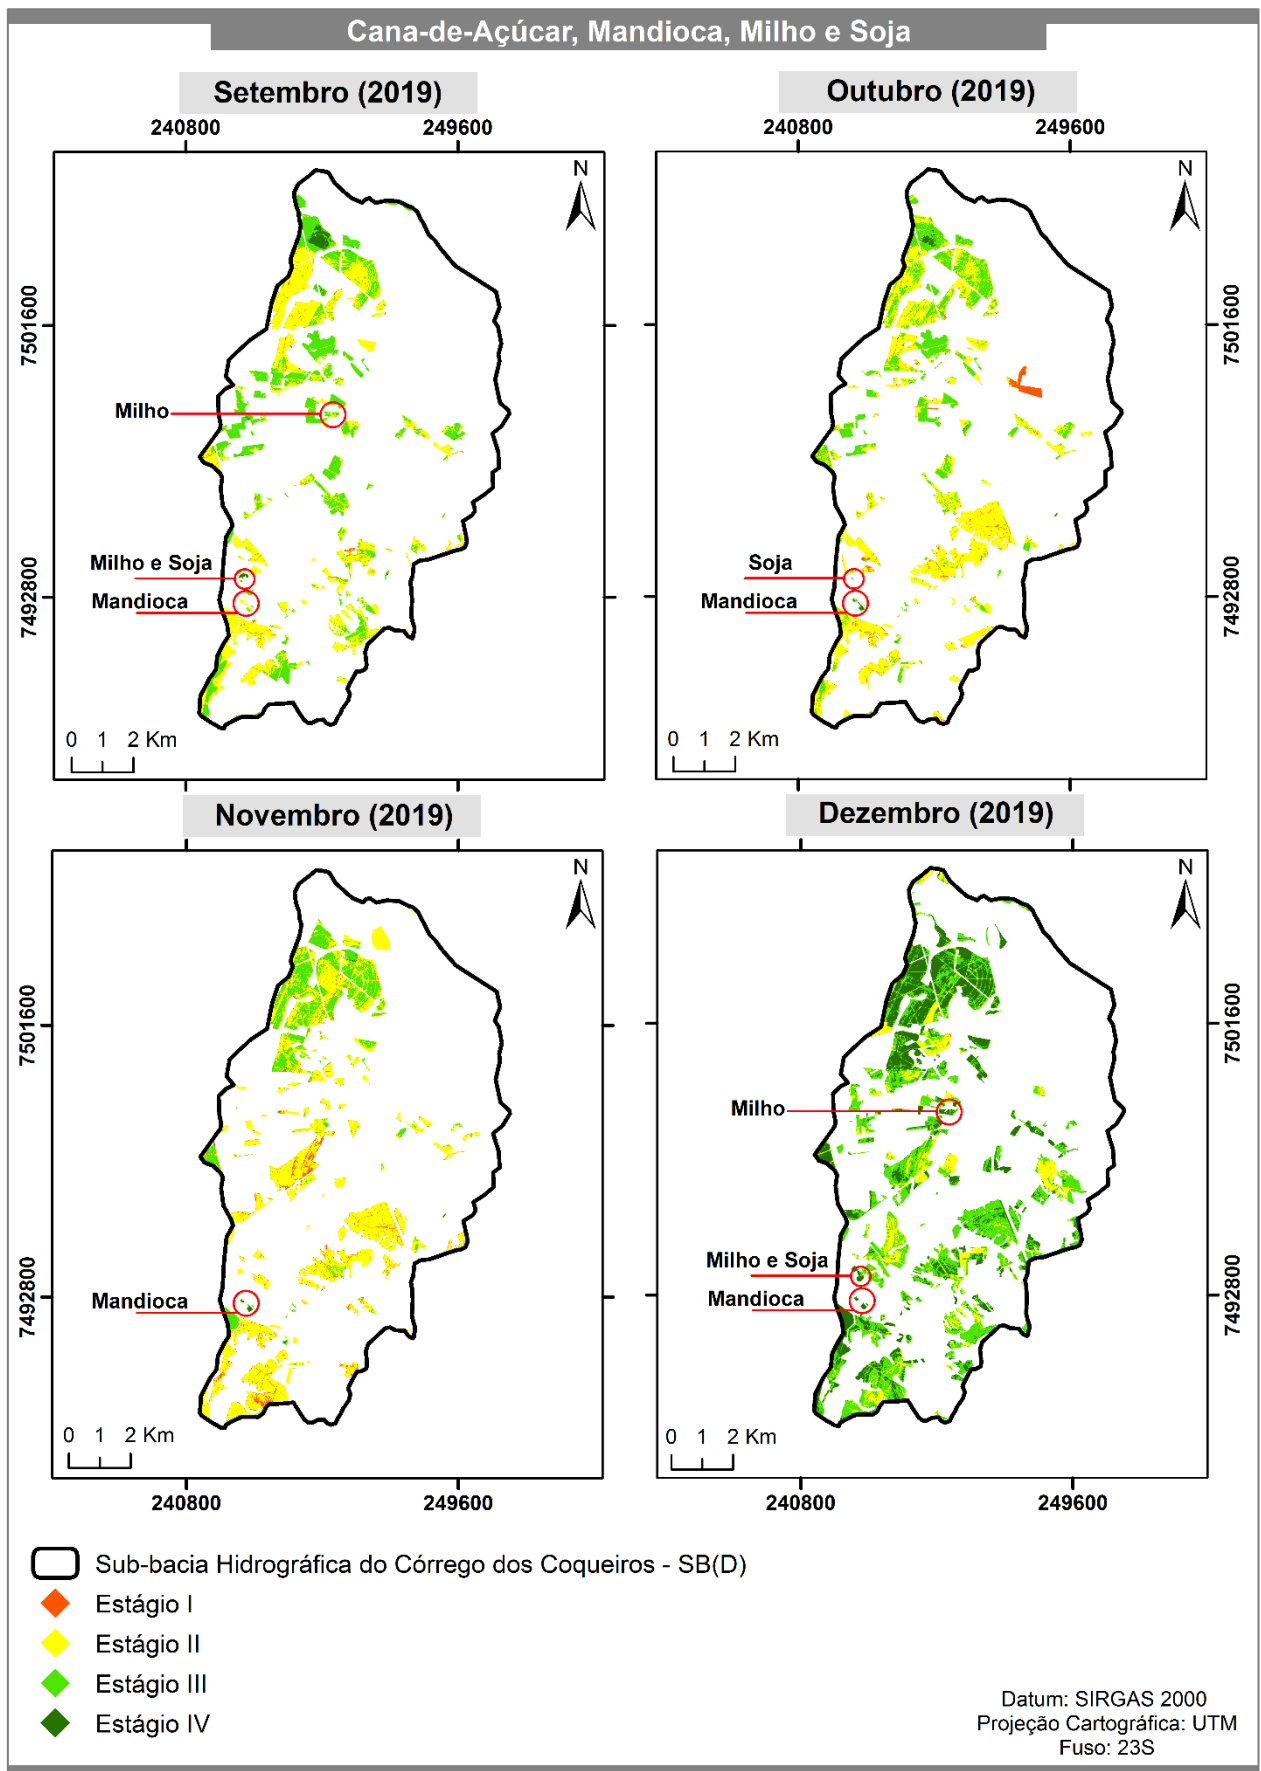 Cana-de-Açúcar, Mandioca, Milho e Soja
Setembro (2019)
240800
249600
N
7501600
7492800
Milho
Milho e Soja
Mandioca
0 1 2 Km
Outubro (2019)
240800
249600
N
7501600
7492800
Soja
Mandioca
0 1 2 Km
Novembro (2019)
N
7501600
7492800
Mandioca
0 1 2 Km
240800
249600
Dezembro (2019)
N
7501600
7492800
Milho
Milho e Soja
Mandioca
0 1 2 Km
240800
249600
Sub-bacia Hidrográfica do Córrego dos Coqueiros - SB(D)
Estágio I
Estágio II
Estágio III
Estágio IV
Datum: SIRGAS 2000
Projeção Cartográfica: UTM
Fuso: 23S